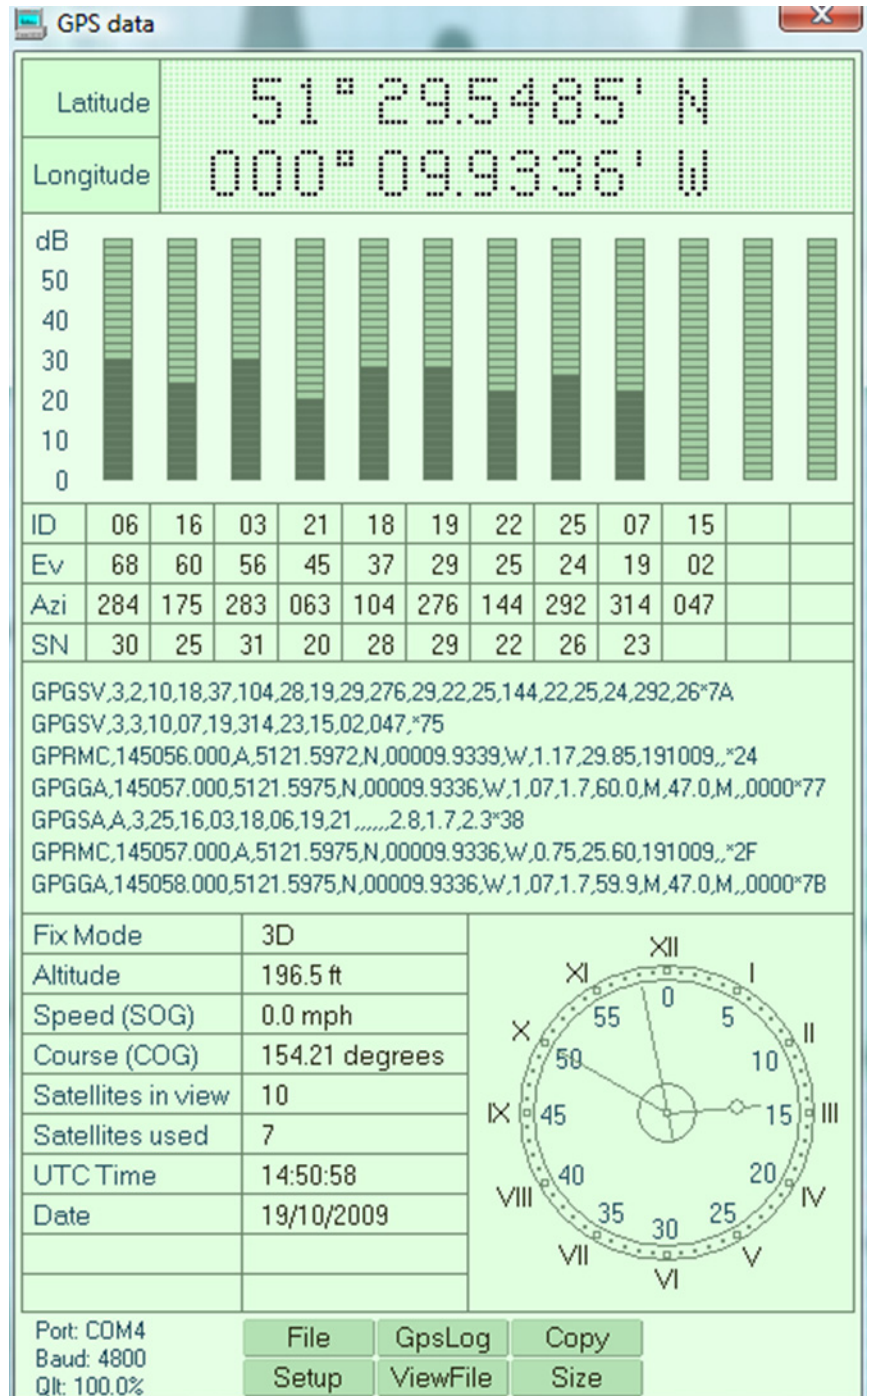 GPS data
X
Latitude 51° 29.5485' N
Longitude 000° 09.9336' W
dB
50
40
30
20
10
0
ID 06 16 03 21 18 19 22 25 07 15
Ev 68 60 56 45 37 29 25 24 19 02
Azi 284 175 283 063 104 276 144 292 314 047
SN 30 25 31 20 28 29 22 26 23
GPGSV,3,2,10,18,37,104,28,19,29,276,29,22,25,144,22,25,24,292,26*7A
GPGSV,3,3,10,07,19,314,23,15,02,047,*75
GPRMC,145056.000,A,5121.5972,N,00009.9339,W,1.17,29.85,191009,,*24
GPGGA,145057.000,5121.5975,N,00009.9336,W,1,07,1.7,60.0,M,47.0,M,,0000*77
GPGSA,A,3,25,16,03,18,06,19,21,,,,,,2.8,1.7,2.3*38
GPRMC,145057.000,A,5121.5975,N,00009.9336,W,0.75,25.60,191009,,*2F
GPGGA,145058.000,5121.5975,N,00009.9336,W,1,07,1.7,59.9,M,47.0,M,,0000*7B
Fix Mode 3D
Altitude 196.5 ft
Speed (SOG) 0.0 mph
Course (COG) 154.21 degrees
Satellites in view 10
Satellites used 7
UTC Time 14:50:58
Date 19/10/2009
XII
XI I
0
55 5
X II
50 10
IX 45 15 III
40 20
VIII IV
35 25
30
VII V
VI
Port: COM4
Baud: 4800
Qlt: 100.0%
File GpsLog Copy
Setup ViewFile Size